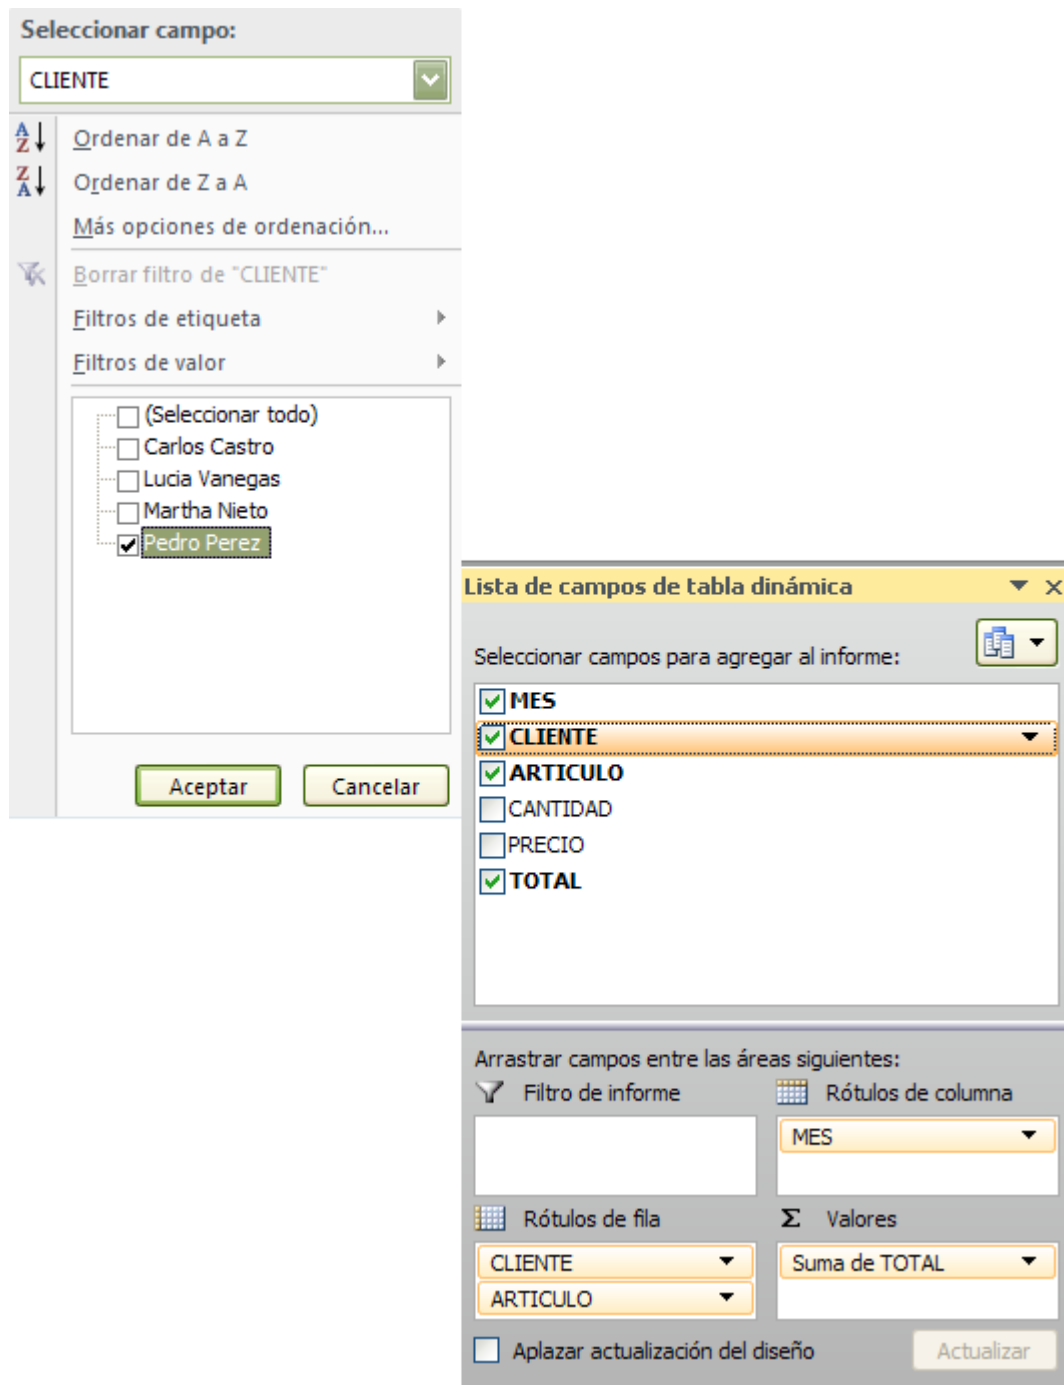 Seleccionar campo:
CLIENTE
Ordenar de A a Z
Ordenar de Z a A
Más opciones de ordenación...
Borrar filtro de "CLIENTE"
Filtros de etiqueta
Filtros de valor
(Seleccionar todo)
Carlos Castro
Lucia Vanegas
Martha Nieto
Pedro Perez
Aceptar Cancelar
Lista de campos de tabla dinámica
Seleccionar campos para agregar al informe:
MES
CLIENTE
ARTICULO
CANTIDAD
PRECIO
TOTAL
Arrastrar campos entre las áreas siguientes:
Filtro de informe Rótulos de columna
MES
Rótulos de fila Σ Valores
CLIENTE Suma de TOTAL
ARTICULO
Aplazar actualización del diseño Actualizar